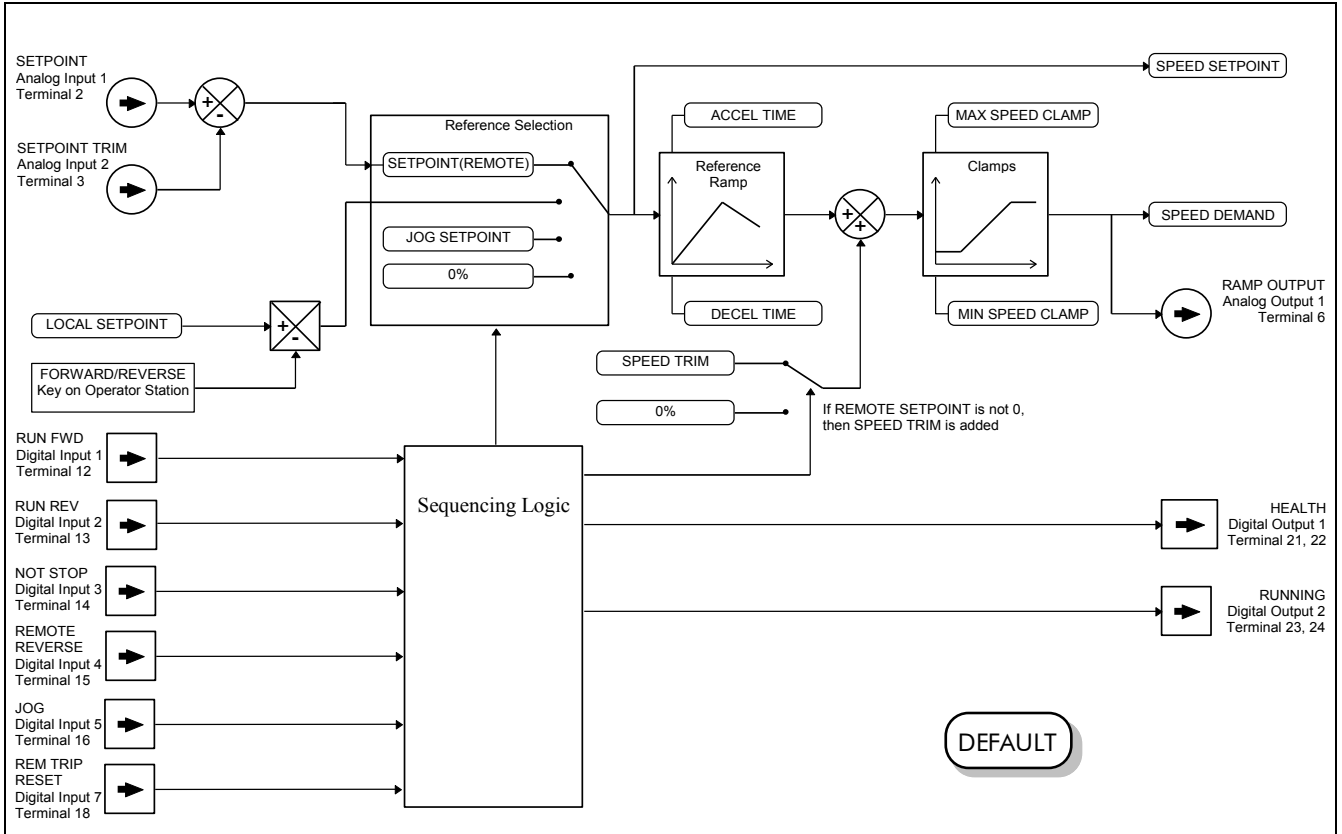 SETPOINT
Analog Input 1
Terminal 2
+
-
SETPOINT TRIM
Analog Input 2
Terminal 3
Reference Selection
SETPOINT(REMOTE)
JOG SETPOINT
0%
LOCAL SETPOINT
+
-
FORWARD/REVERSE
Key on Operator Station
ACCEL TIME
Reference
Ramp
DECEL TIME
+
+
MAX SPEED CLAMP
Clamps
MIN SPEED CLAMP
SPEED SETPOINT
SPEED DEMAND
RAMP OUTPUT
Analog Output 1
Terminal 6
SPEED TRIM
0%
If REMOTE SETPOINT is not 0,
then SPEED TRIM is added
RUN FWD
Digital Input 1
Terminal 12
RUN REV
Digital Input 2
Terminal 13
NOT STOP
Digital Input 3
Terminal 14
REMOTE
REVERSE
Digital Input 4
Terminal 15
JOG
Digital Input 5
Terminal 16
REM TRIP
RESET
Digital Input 7
Terminal 18
Sequencing Logic
HEALTH
Digital Output 1
Terminal 21, 22
RUNNING
Digital Output 2
Terminal 23, 24
DEFAULT